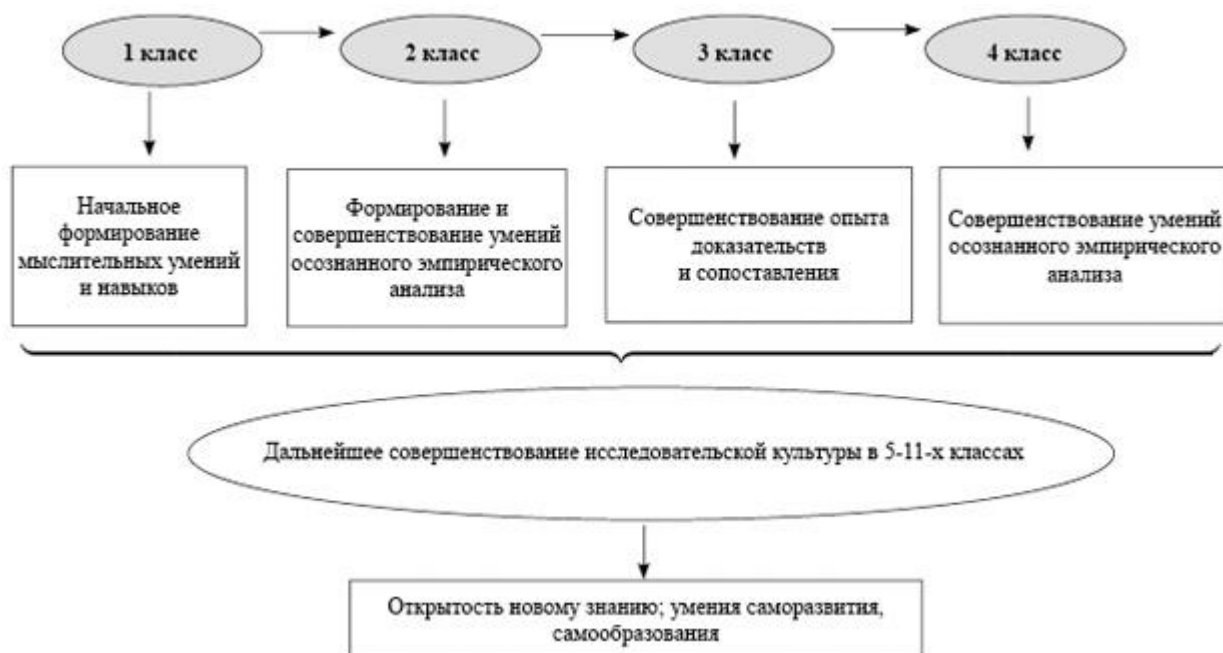 1 класс
2 класс
3 класс
4 класс
Начальное
формирование
мыслительных умений
и навыков
Формирование и
совершенствование умений
осознанного эмпирического
анализа
Совершенствование опыта
доказательств
и сопоставления
Совершенствование умений
осознанного эмпирического
анализа
Дальнейшее совершенствование исследовательской культуры в 5-11-х классах
Открытость новому знанию; умения саморазвития,
самообразования